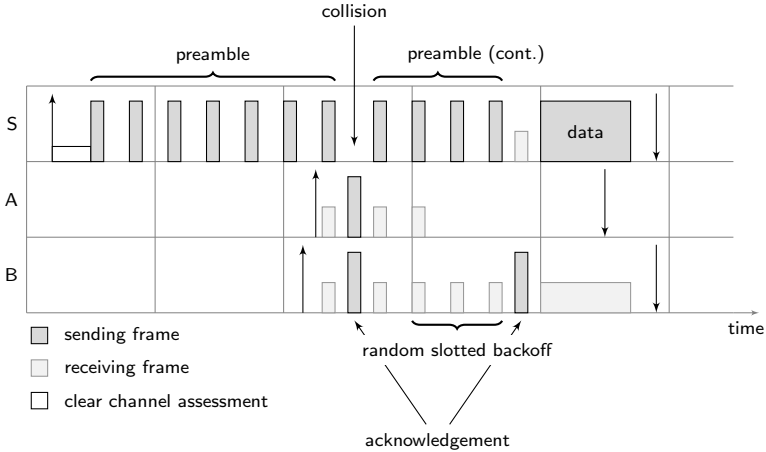 collision
preamble
preamble (cont.)
S
data
A
B
time
sending frame
random slotted backoff
receiving frame
clear channel assessment
acknowledgement